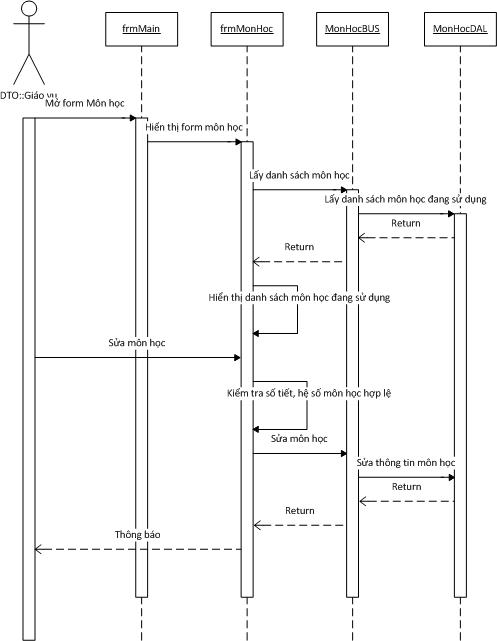 frmMain
frmMonHoc
MonHocBUS
MonHocDAL
DTO::Giáo vụ
Mở form Môn học
Hiển thị form môn học
Lấy danh sách môn học
Lấy danh sách môn học đang sử dụng
Return
Return
Hiển thị danh sách môn học đang sử dụng
Sửa môn học
Kiểm tra số tiết, hệ số môn học hợp lệ
Sửa môn học
Sửa thông tin môn học
Return
Return
Thông báo